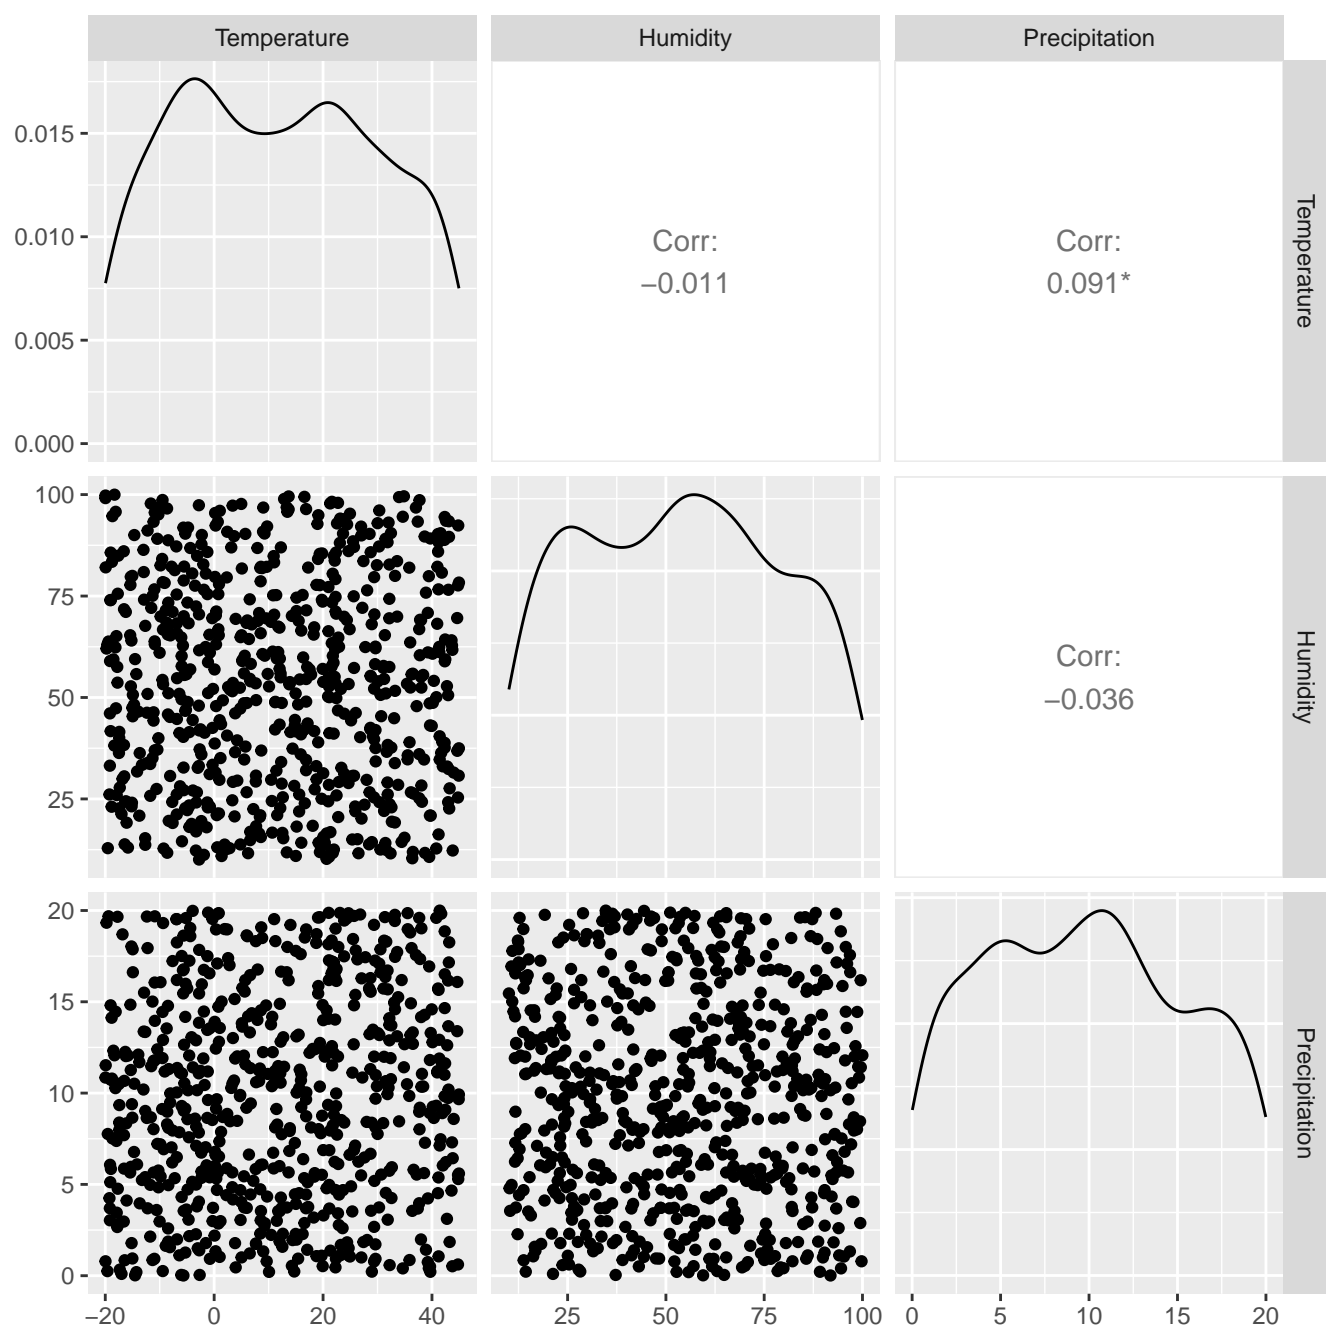 Temperature Humidity Precipitation
0.015
0.010
0.005
0.000
Corr:
−0.011
Corr:
0.091*
Temperature
100
75
50
25
Corr:
−0.036
Humidity
20
15
10
5
0
Precipitation
−20 0 20 40
25 50 75 100
0 5 10 15 20